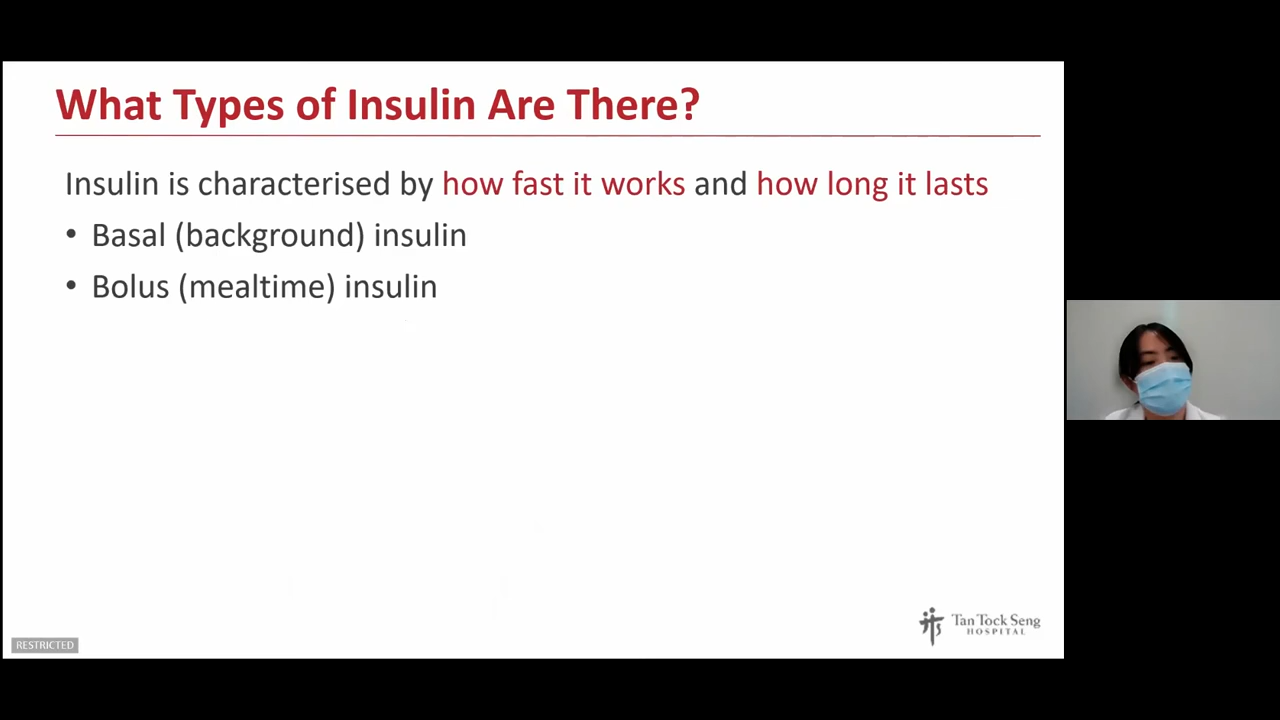 What Types of Insulin Are There?
Insulin is characterised by how fast it works and how long it lasts
• Basal (background) insulin
• Bolus (mealtime) insulin
Tan Tock Seng
HOSPITAL
RESTRICTED